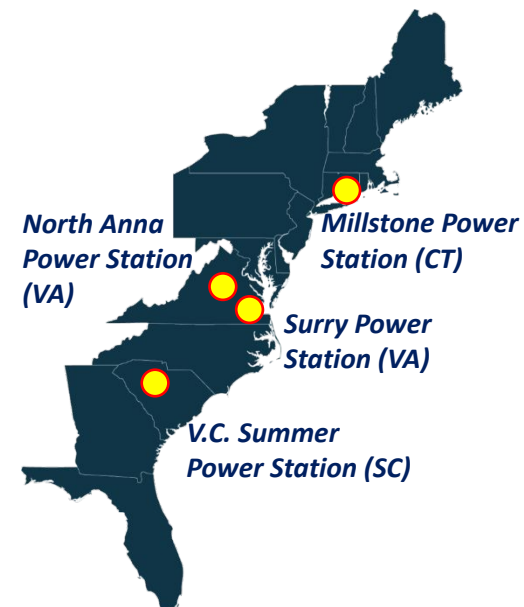 North Anna
Power Station
(VA)
Millstone Power
Station (CT)
Surry Power
Station (VA)
V.C. Summer
Power Station (SC)